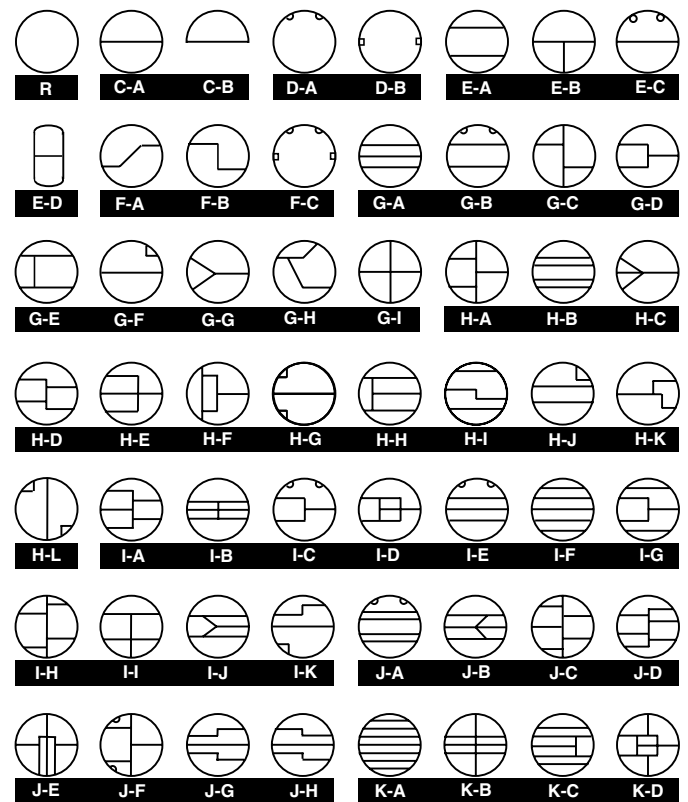 R C-A C-B D-A D-B E-A E-B E-C
E-D F-A F-B F-C G-A G-B G-C G-D
G-E G-F G-G G-H G-I H-A H-B H-C
H-D H-E H-F H-G H-H H-I H-J H-K
H-L I-A I-B I-C I-D I-E I-F I-G
I-H I-I I-J I-K J-A J-B J-C J-D
J-E J-F J-G J-H K-A K-B K-C K-D